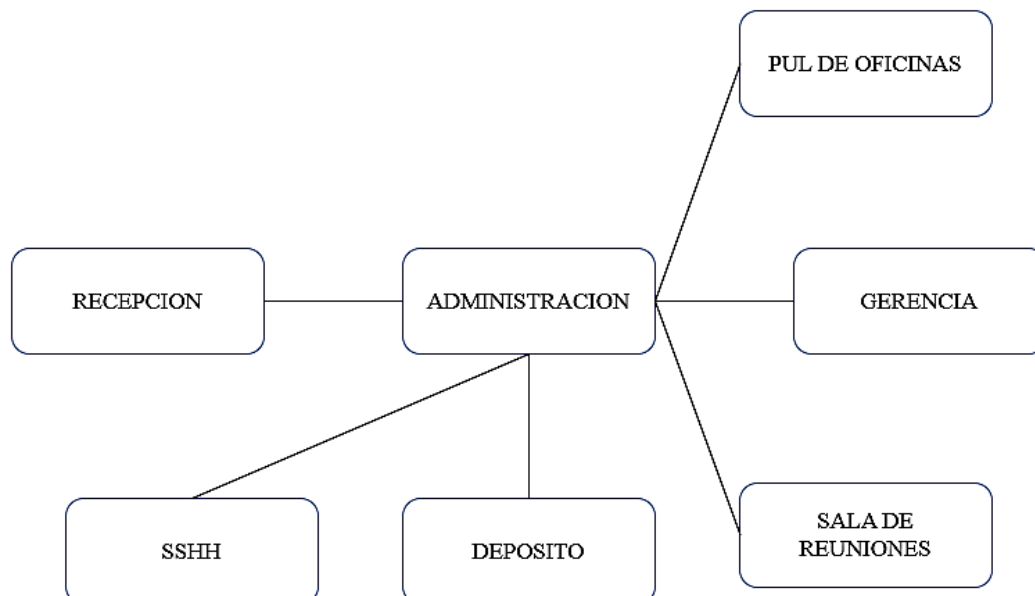 PUL DE OFICINAS
RECEPCION
ADMINISTRACION
GERENCIA
SSHH
DEPOSITO
SALA DE
REUNIONES